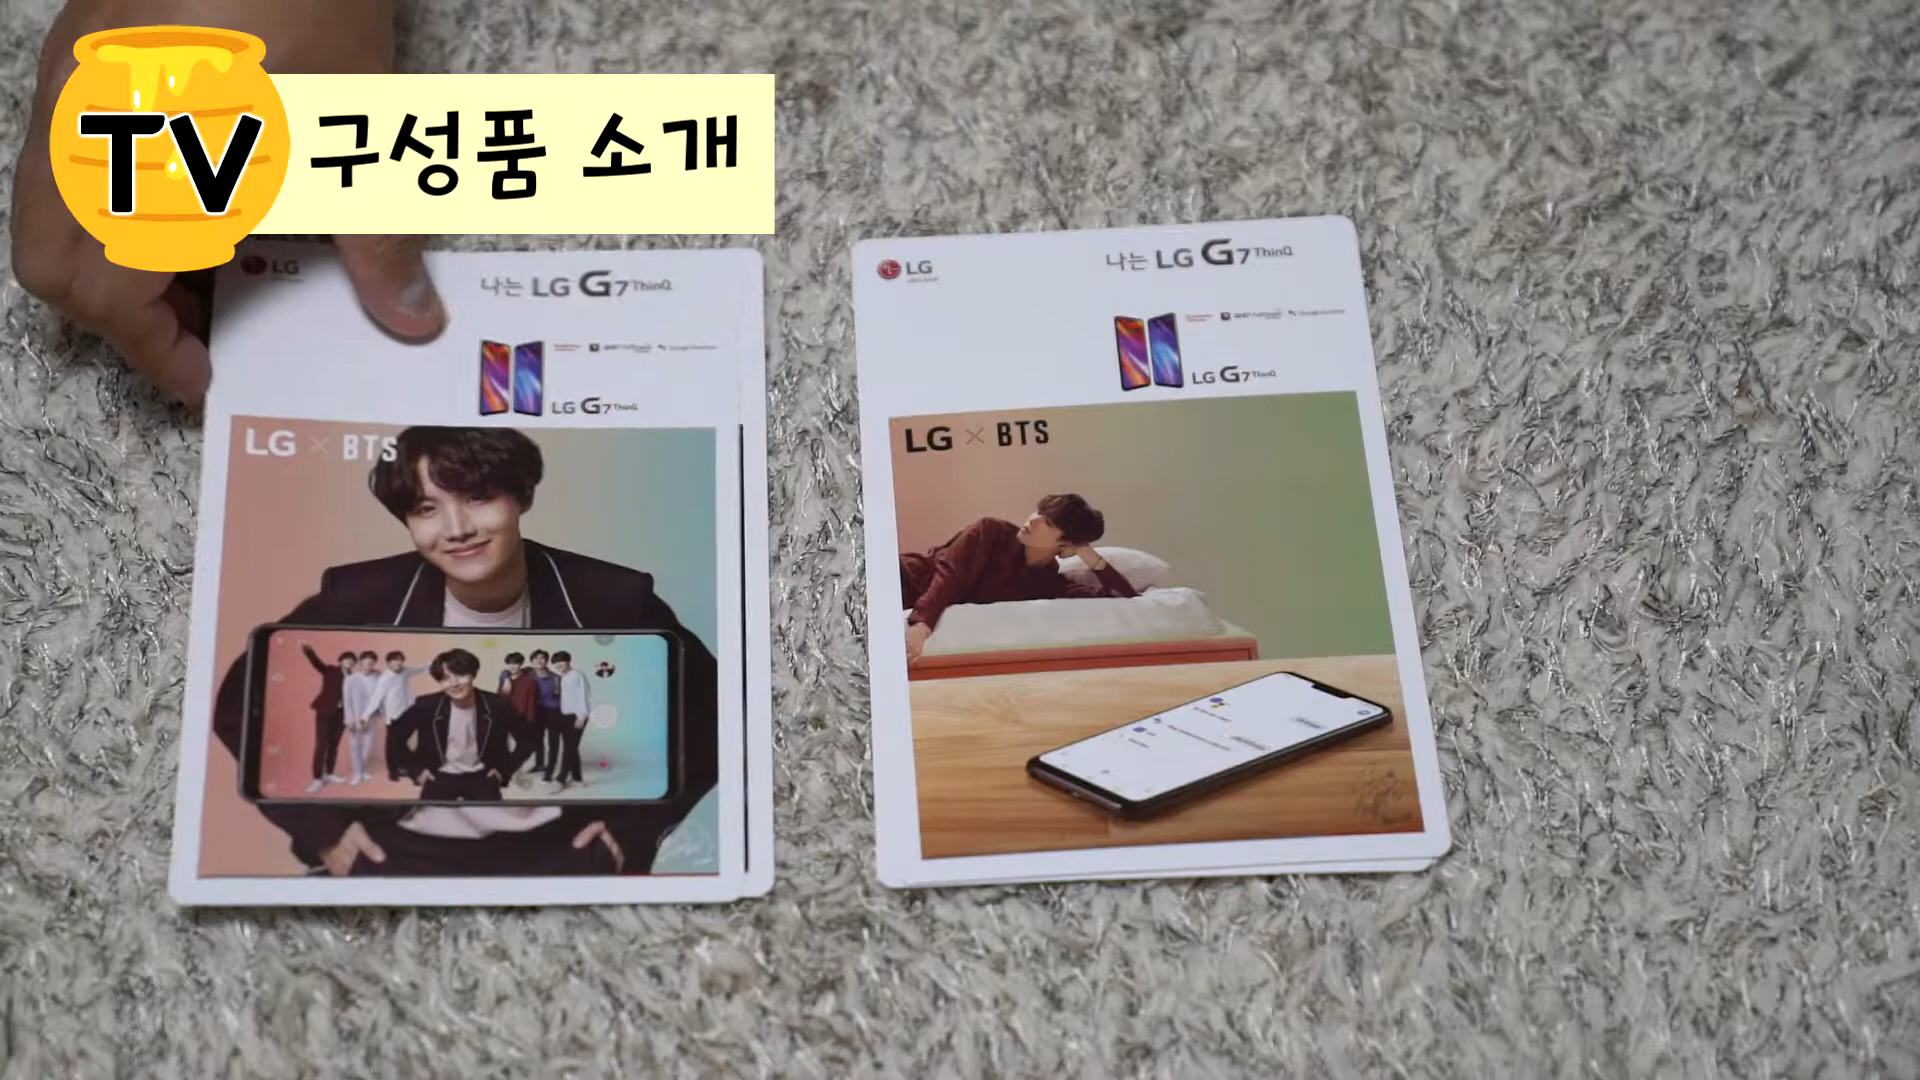 TV 구성품 소개
LG
나는 LG G7 ThinQ
LG G7 ThinQ
LG × BTS
LG
나는 LG G7 ThinQ
LG G7 ThinQ
LG × BTS